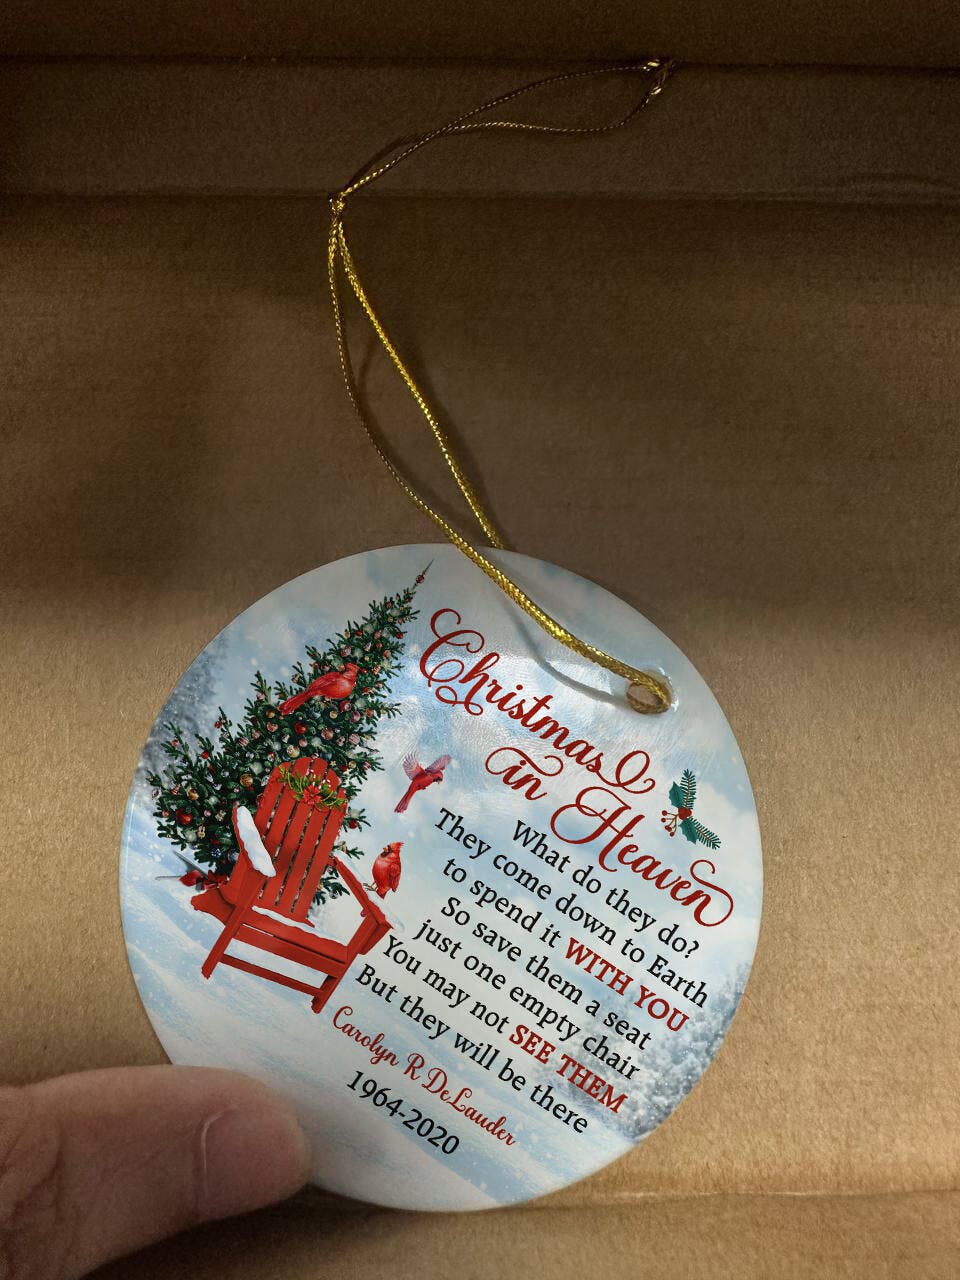 Christmas
in Heaven
What do they do?
They come down to Earth
to spend it WITH YOU
So save them a seat
just one empty chair
You may not SEE THEM
But they will be there
Carolyn R DeLauder
1964-2020